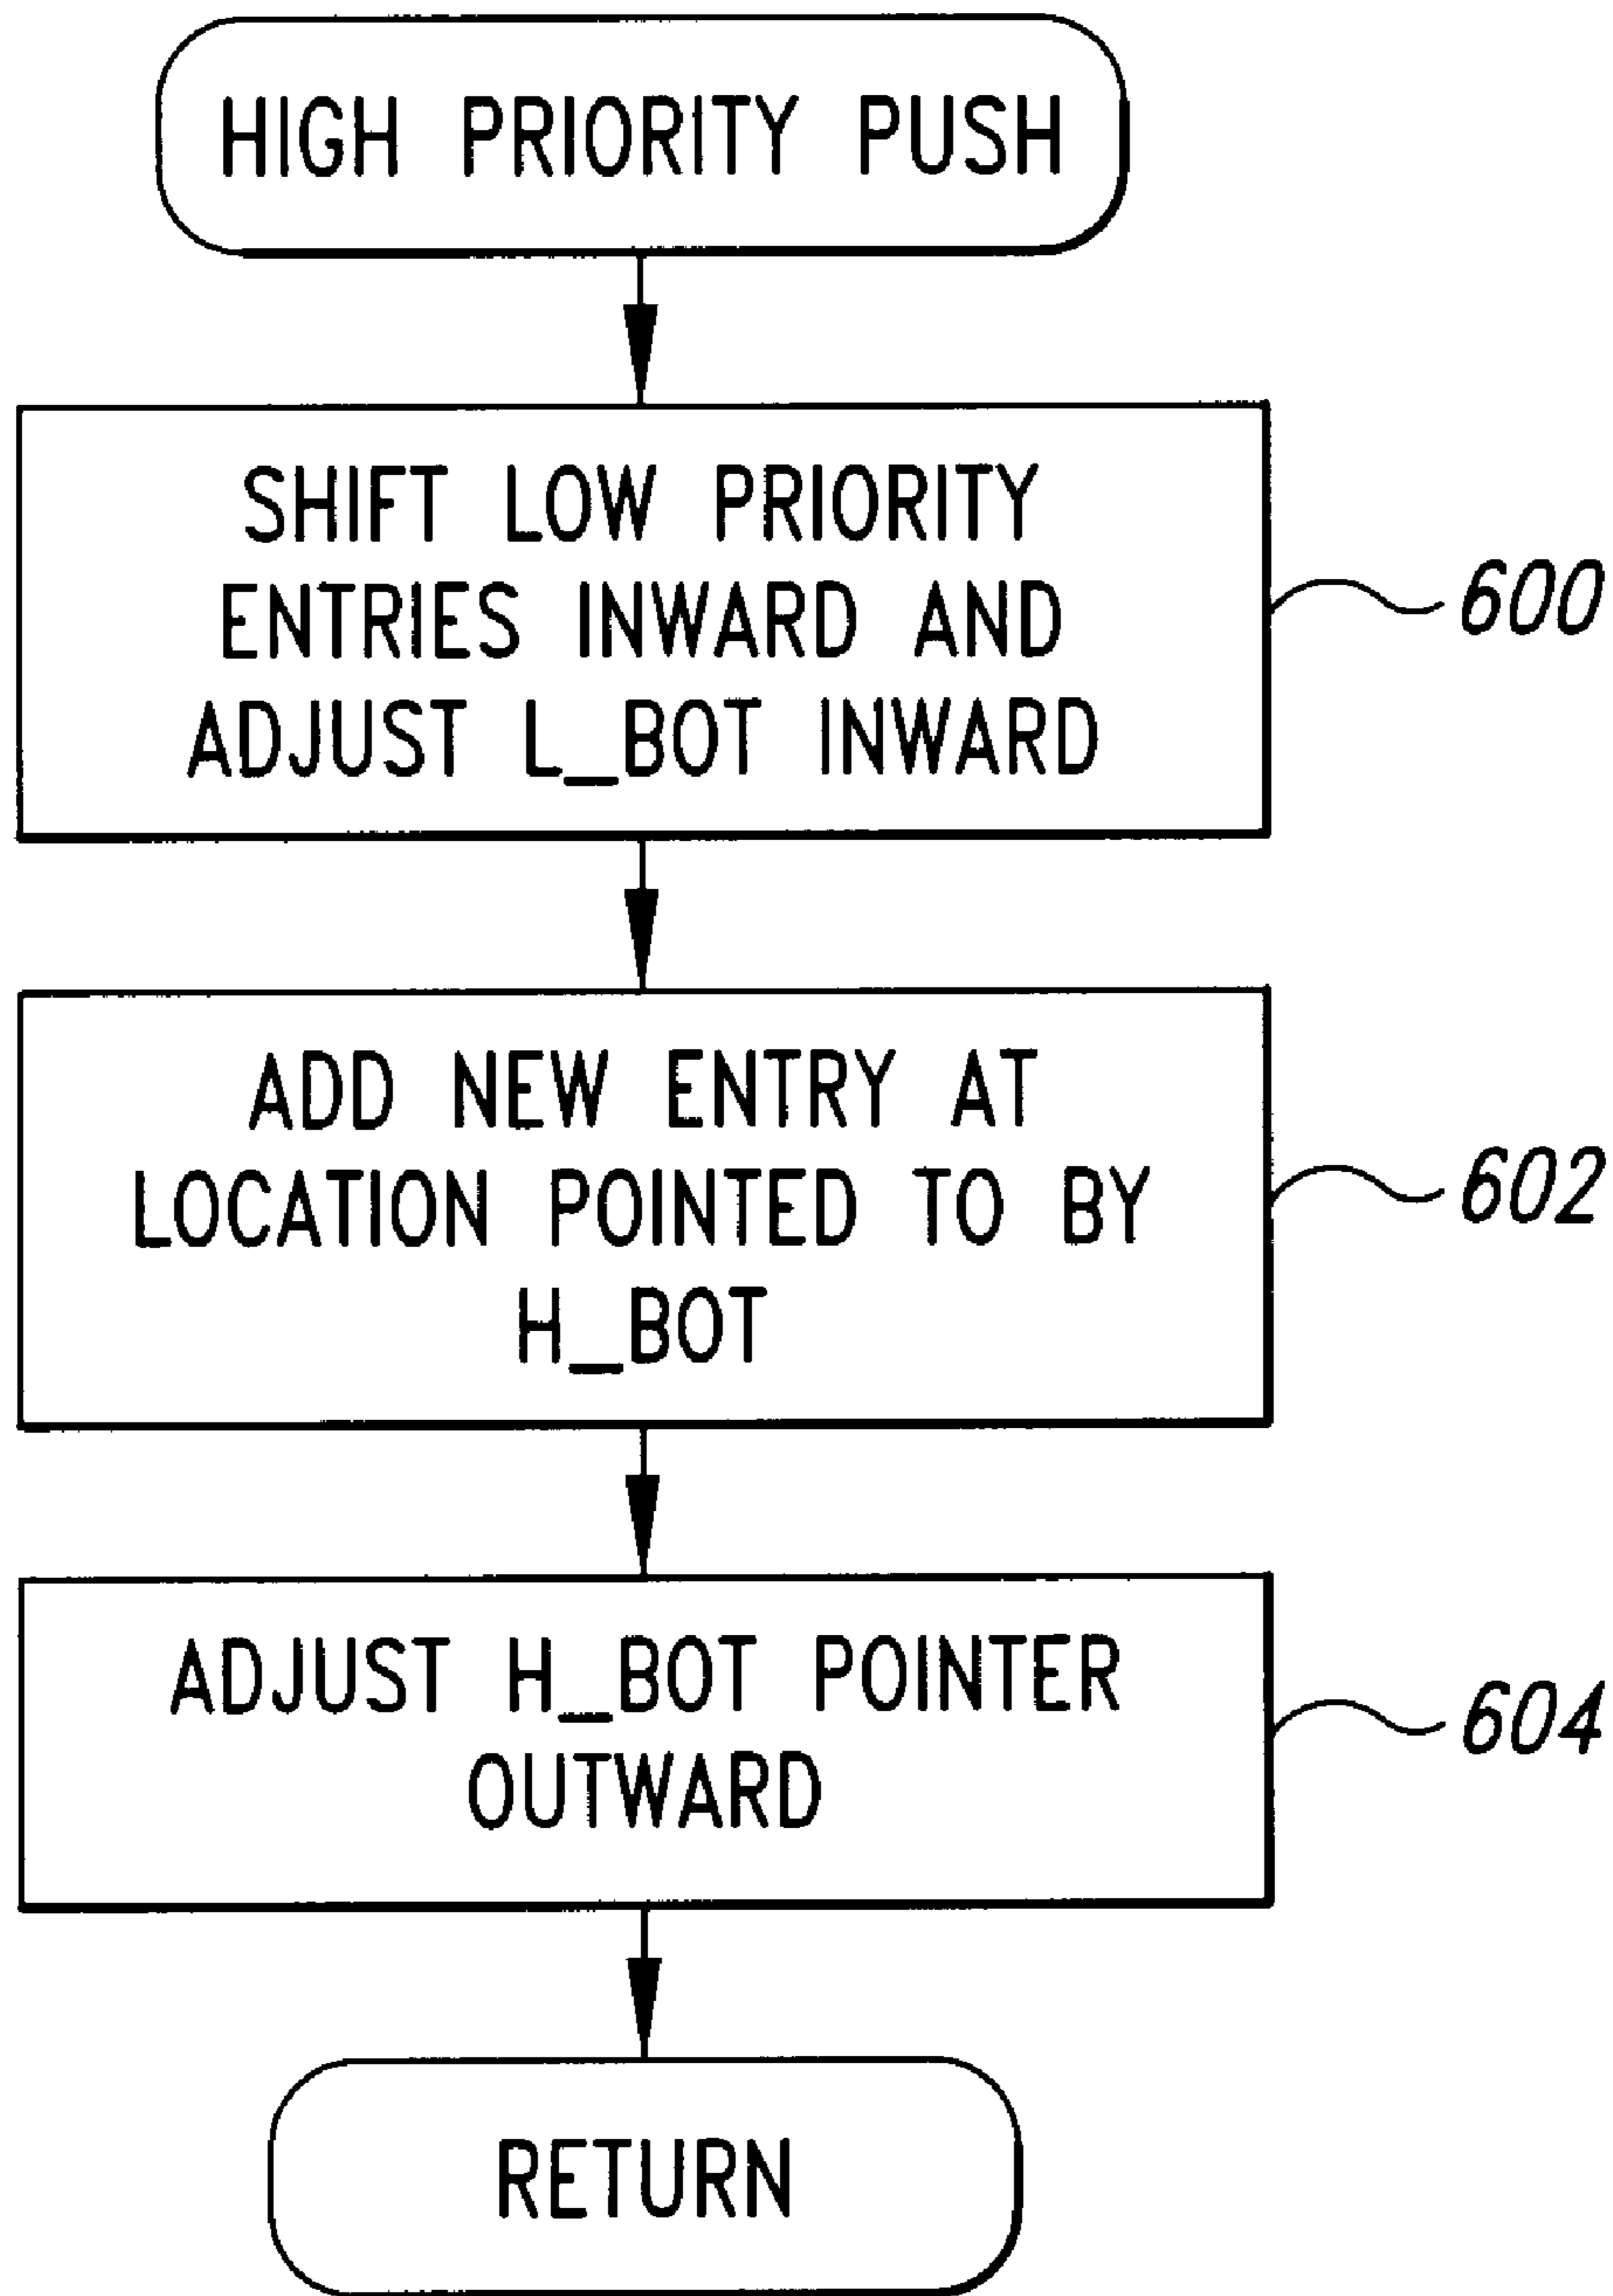 HIGH PRIORITY PUSH
SHIFT LOW PRIORITY
ENTRIES INWARD AND
ADJUST L_BOT INWARD
600
ADD NEW ENTRY AT
LOCATION POINTED TO BY
H_BOT
602
ADJUST H_BOT POINTER
OUTWARD
604
RETURN